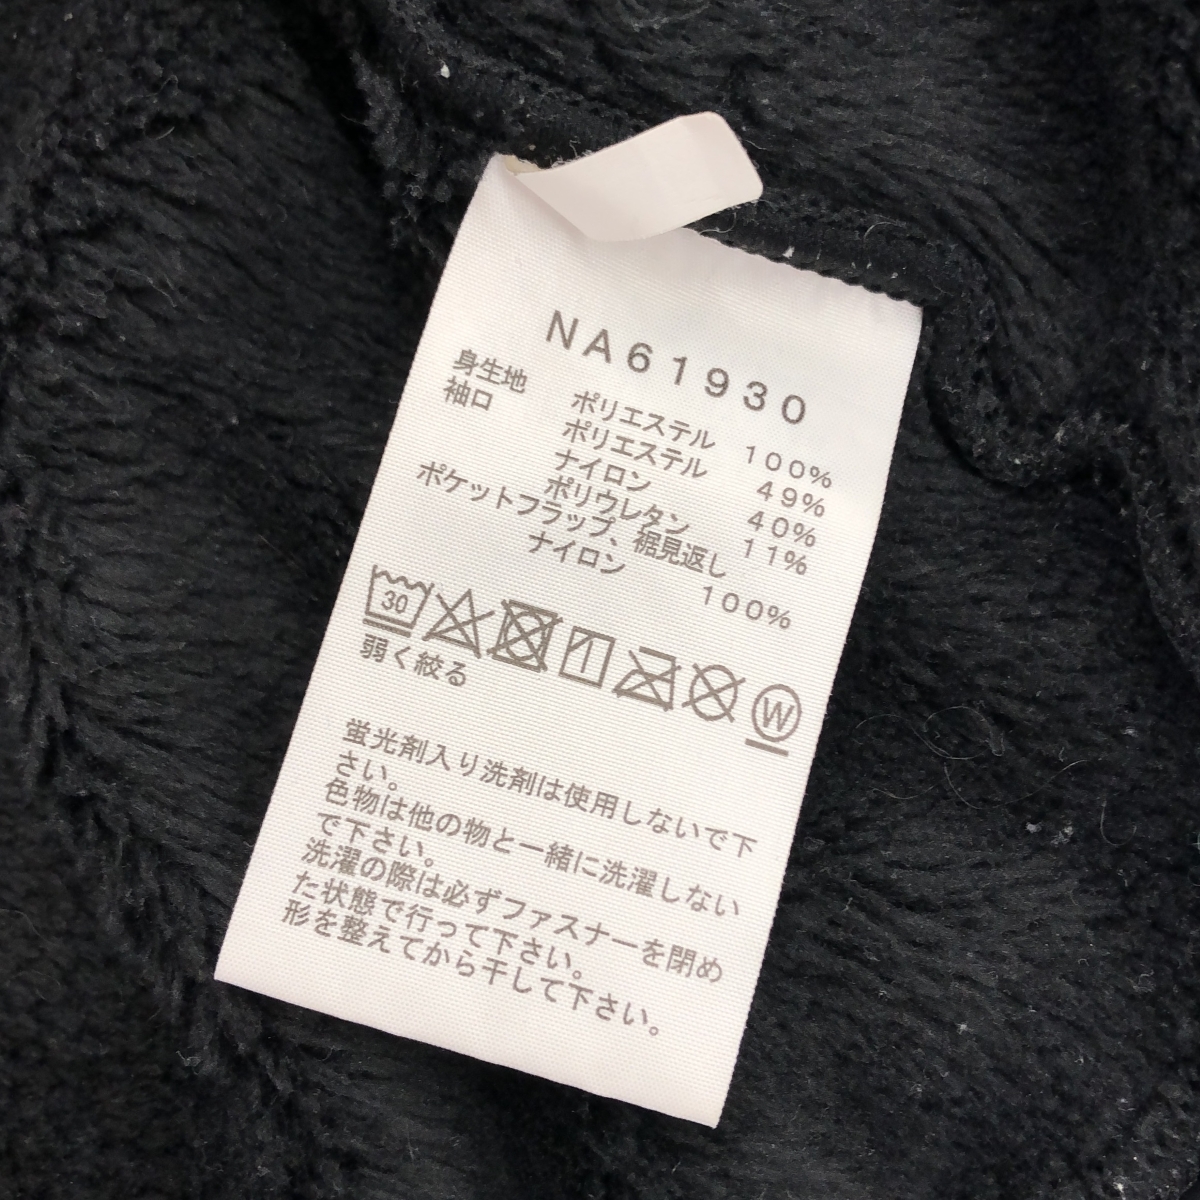 NA61930
身生地 ポリエステル 100%
袖口 ポリエステル 49%
ナイロン 40%
ポリウレタン 11%
ポケットフラップ、裾見返し
ナイロン 100%
30
W
弱く絞る
蛍光剤入り洗剤は使用しないで下
さい。
色物は他の物と一緒に洗濯しない
で下さい。
洗濯の際は必ずファスナーを閉め
た状態で行って下さい。
形を整えてから干して下さい。